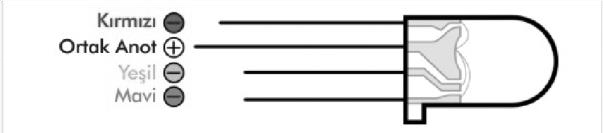 Kırmızı
Ortak Anot
Yeşil
Mavi